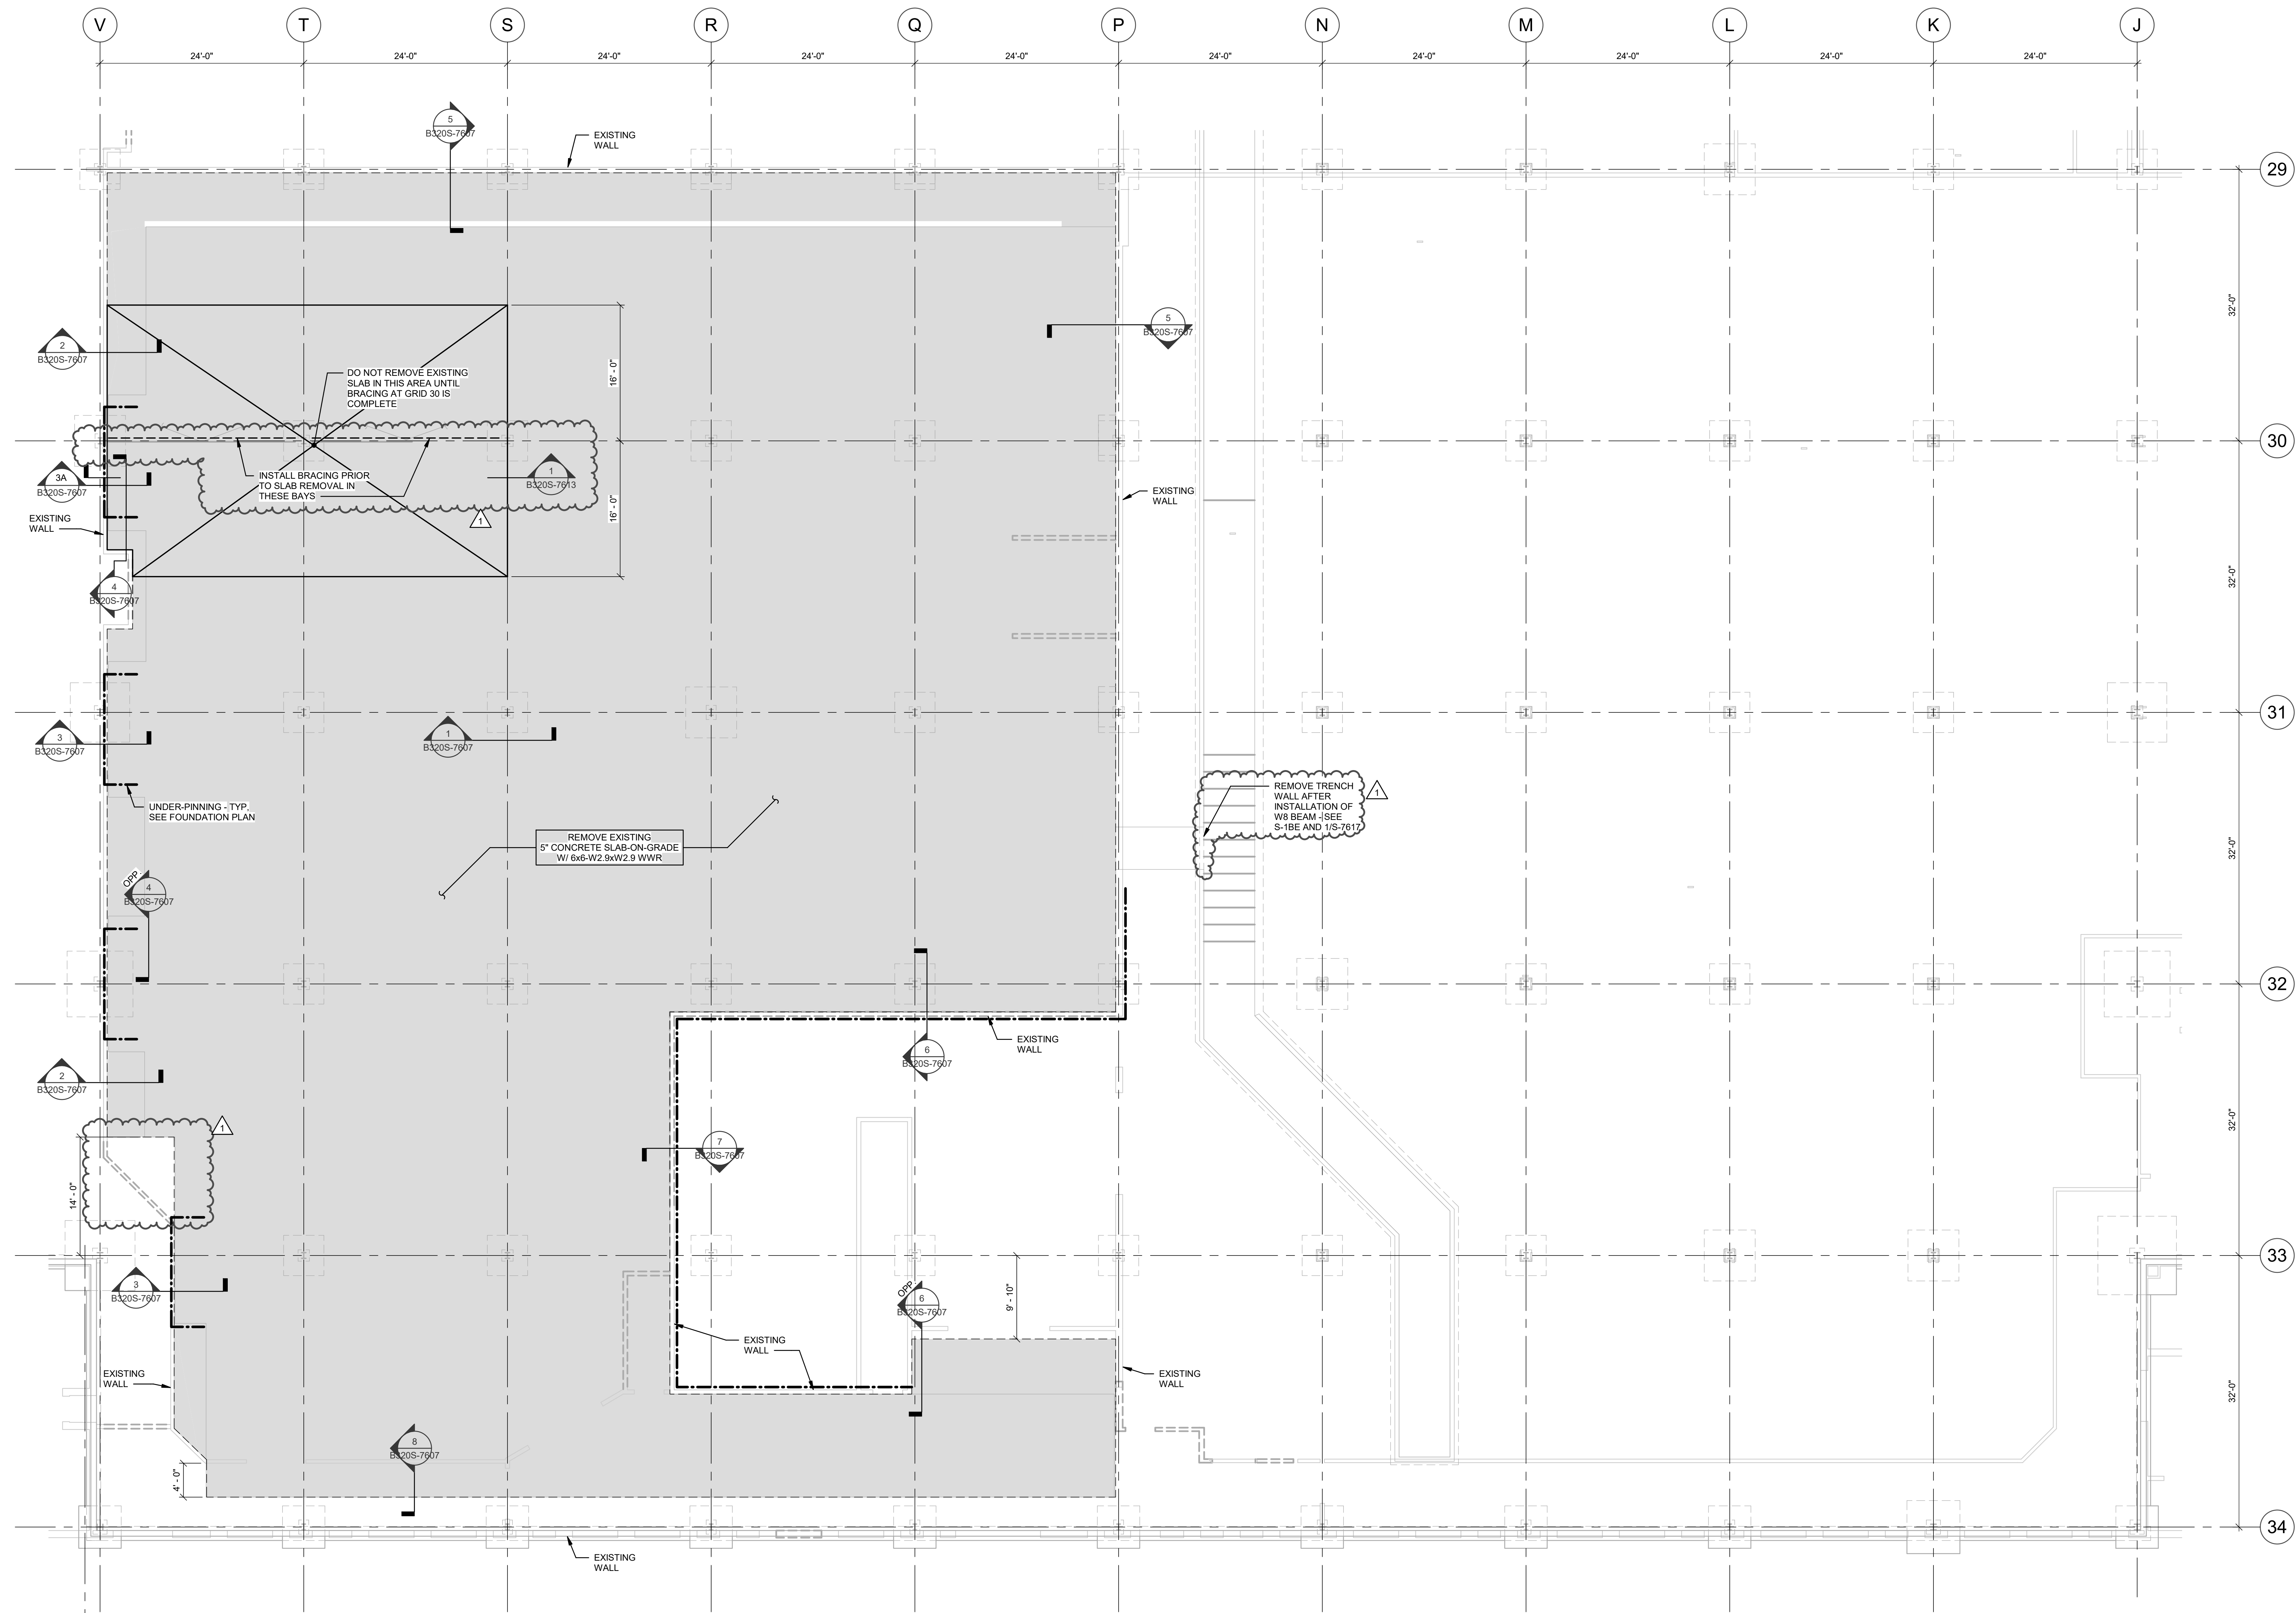 V
T
S
R
Q
P
N
M
L
K
J
24'-0"
24'-0"
24'-0"
24'-0"
24'-0"
24'-0"
24'-0"
24'-0"
24'-0"
24'-0"
5
B320S-7607
EXISTING
WALL
29
32'-0"
2
B320S-7607
5
B320S-7607
16' - 0"
DO NOT REMOVE EXISTING
SLAB IN THIS AREA UNTIL
BRACING AT GRID 30 IS
COMPLETE
30
3A
B320S-7607
INSTALL BRACING PRIOR
TO SLAB REMOVAL IN
THESE BAYS
1
B320S-7613
1
16' - 0"
EXISTING
WALL
EXISTING
WALL
32'-0"
4
B320S-7607
31
3
B320S-7607
1
B320S-7607
UNDER-PINNING - TYP,
SEE FOUNDATION PLAN
REMOVE TRENCH
WALL AFTER
INSTALLATION OF
W8 BEAM - SEE
S-1BE AND 1/S-7617
1
REMOVE EXISTING
5" CONCRETE SLAB-ON-GRADE
W/ 6x6-W2.9xW2.9 WWR
32'-0"
OPP.
4
B320S-7607
32
6
B320S-7607
EXISTING
WALL
2
B320S-7607
1
7
B320S-7607
32'-0"
14' - 0"
33
3
B320S-7607
OPP.
6
B320S-7607
9' - 10"
EXISTING
WALL
EXISTING
WALL
EXISTING
WALL
32'-0"
8
B320S-7607
4' - 0"
34
EXISTING
WALL